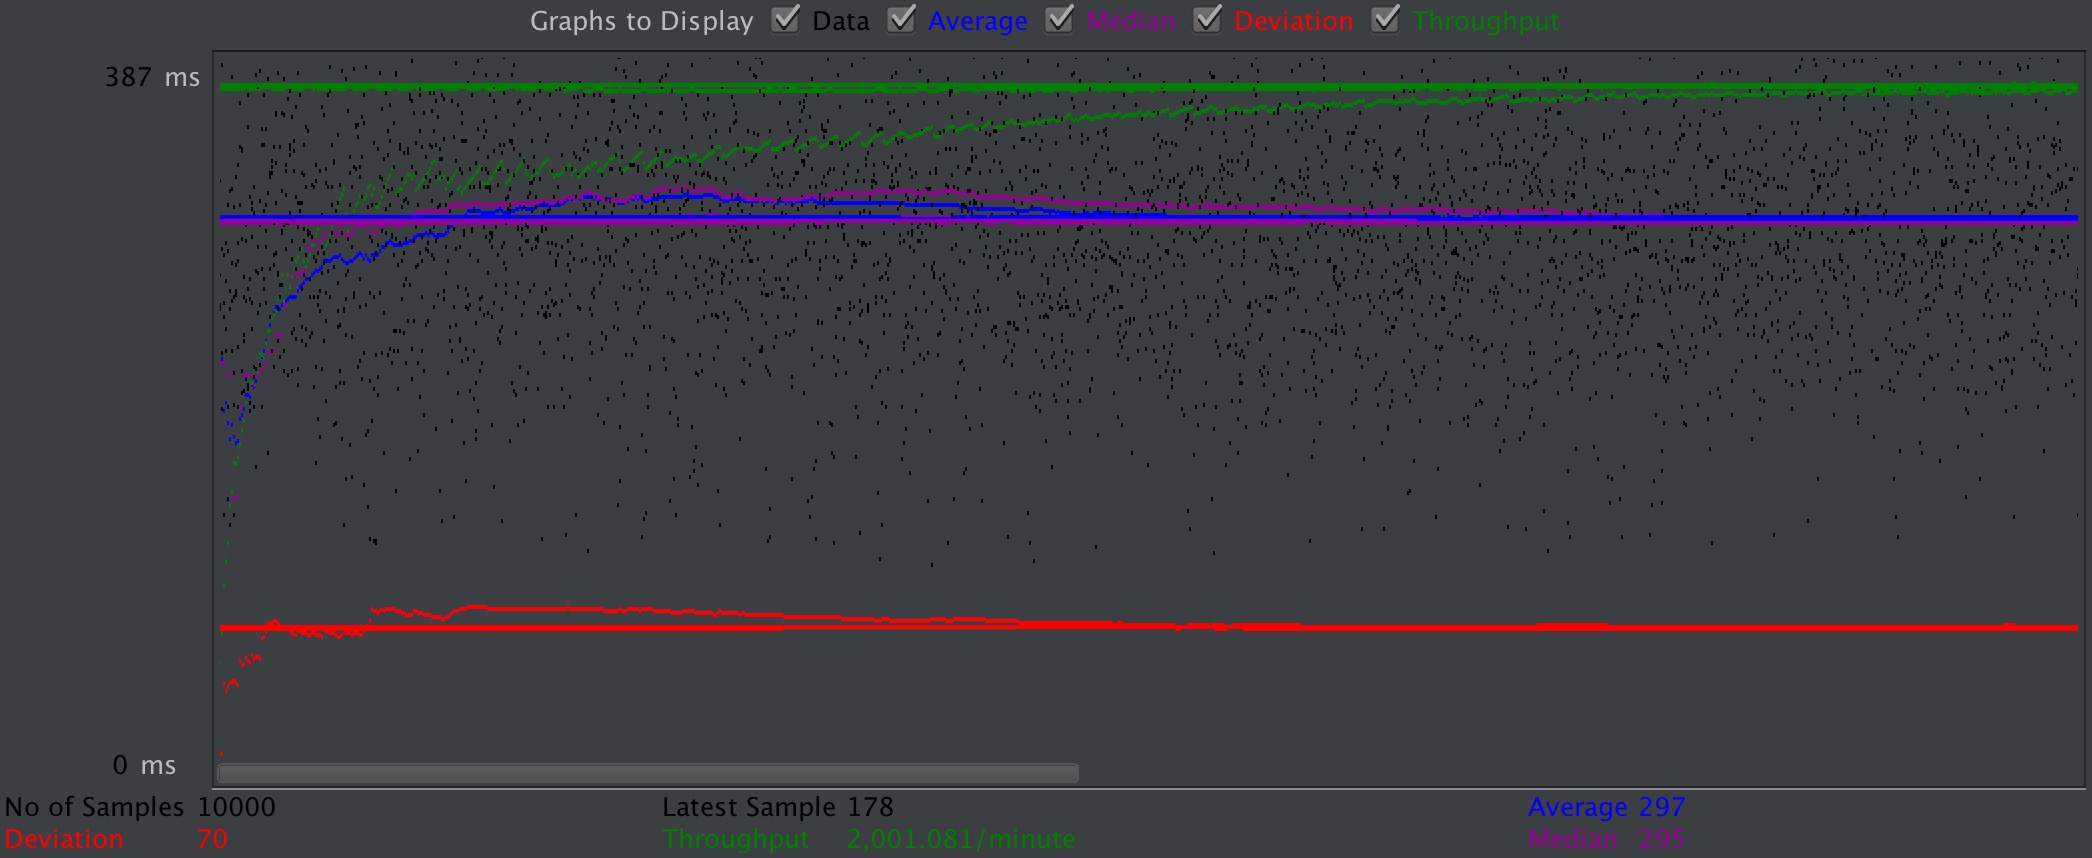 Graphs to Display Data Average Median Deviation Throughput
387 ms
0 ms
No of Samples 10000 Latest Sample 178 Average 297
Deviation 70 Throughput 2,001.081/minute Median 295